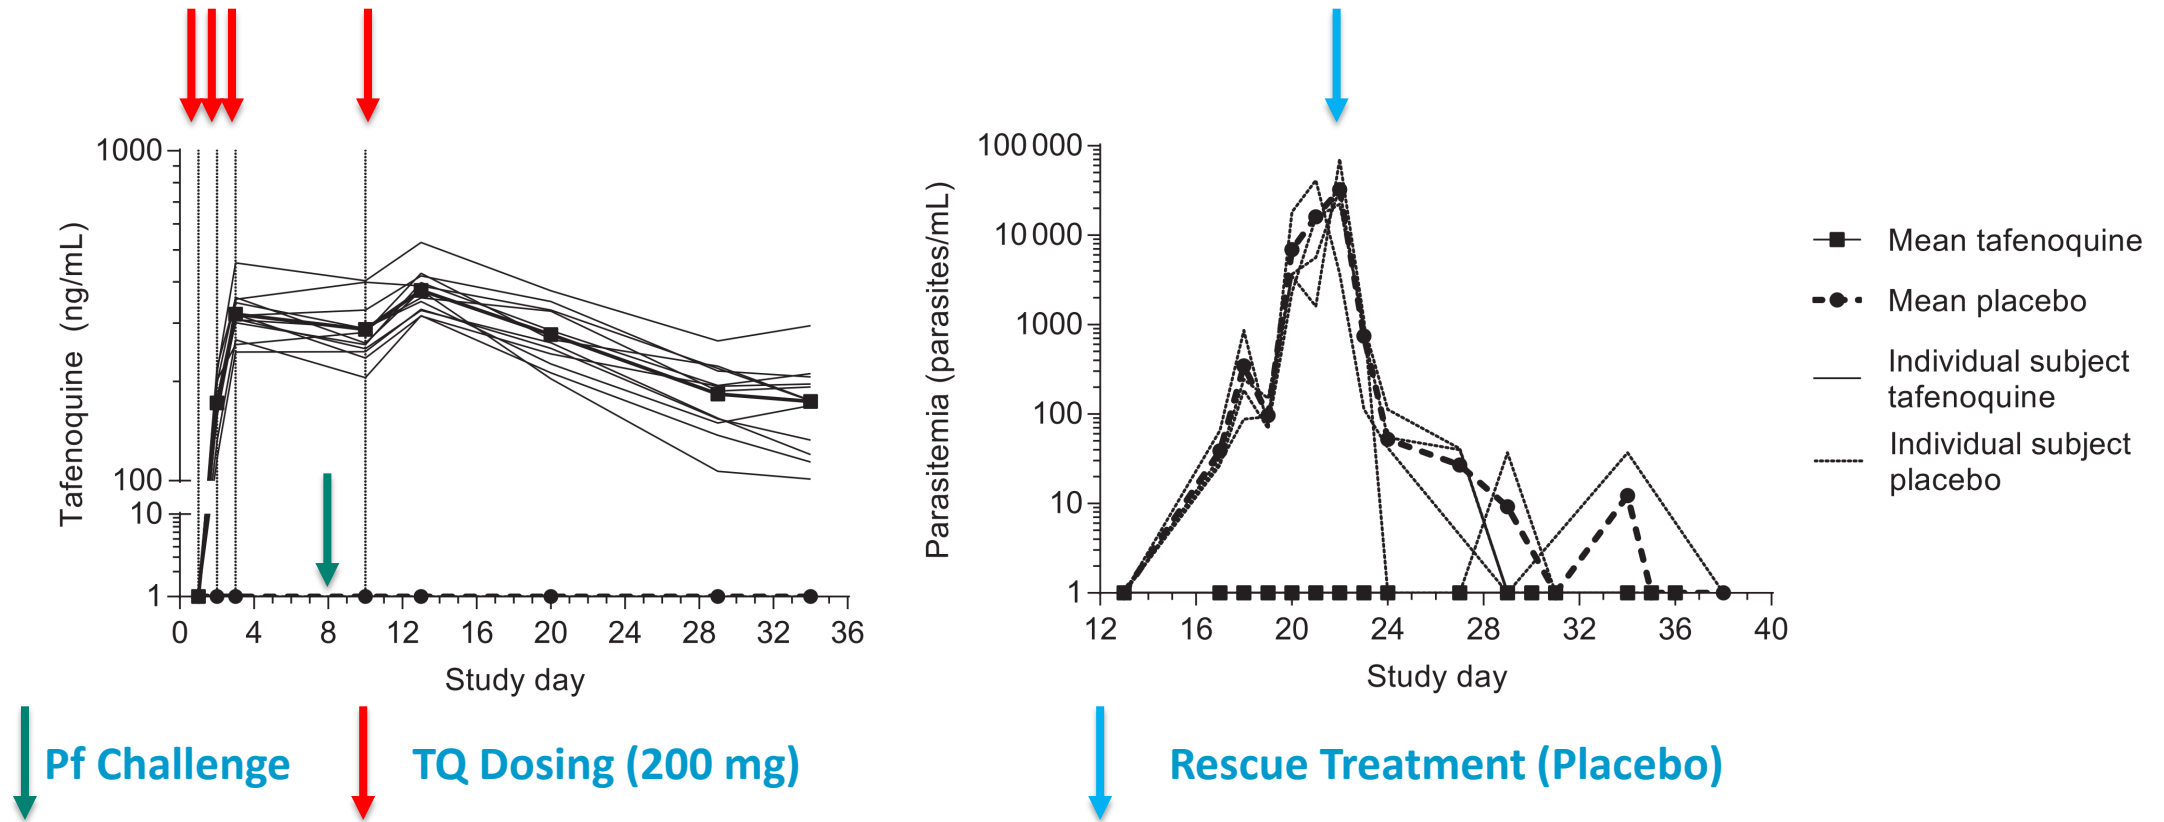 1000
100
10
1
Tafenoquine (ng/mL)
0 4 8 12 16 20 24 28 32 36
Study day
100 000
10 000
1000
100
10
1
Parasitemia (parasites/mL)
12 16 20 24 28 32 36 40
Study day
Mean tafenoquine
Mean placebo
Individual subject
tafenoquine
Individual subject
placebo
Pf Challenge
TQ Dosing (200 mg)
Rescue Treatment (Placebo)